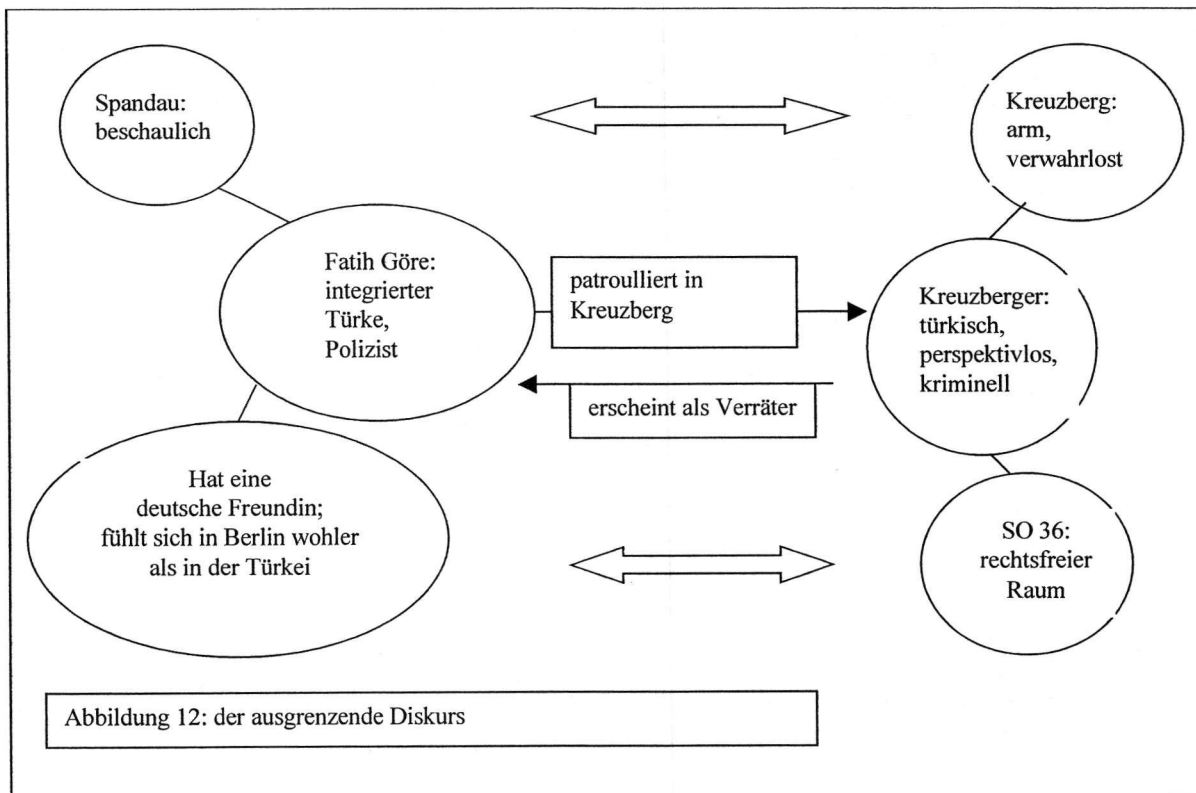 Spandau:
beschaulich
Kreuzberg:
arm,
verwahrlost
Fatih Göre:
integrierter
Türke,
Polizist
patroulliert in
Kreuzberg
Kreuzberger:
türkisch,
perspektivlos,
kriminell
erscheint als Verräter
Hat eine
deutsche Freundin;
fühlt sich in Berlin wohler
als in der Türkei
SO 36:
rechtsfreier
Raum
Abbildung 12: der ausgrenzende Diskurs